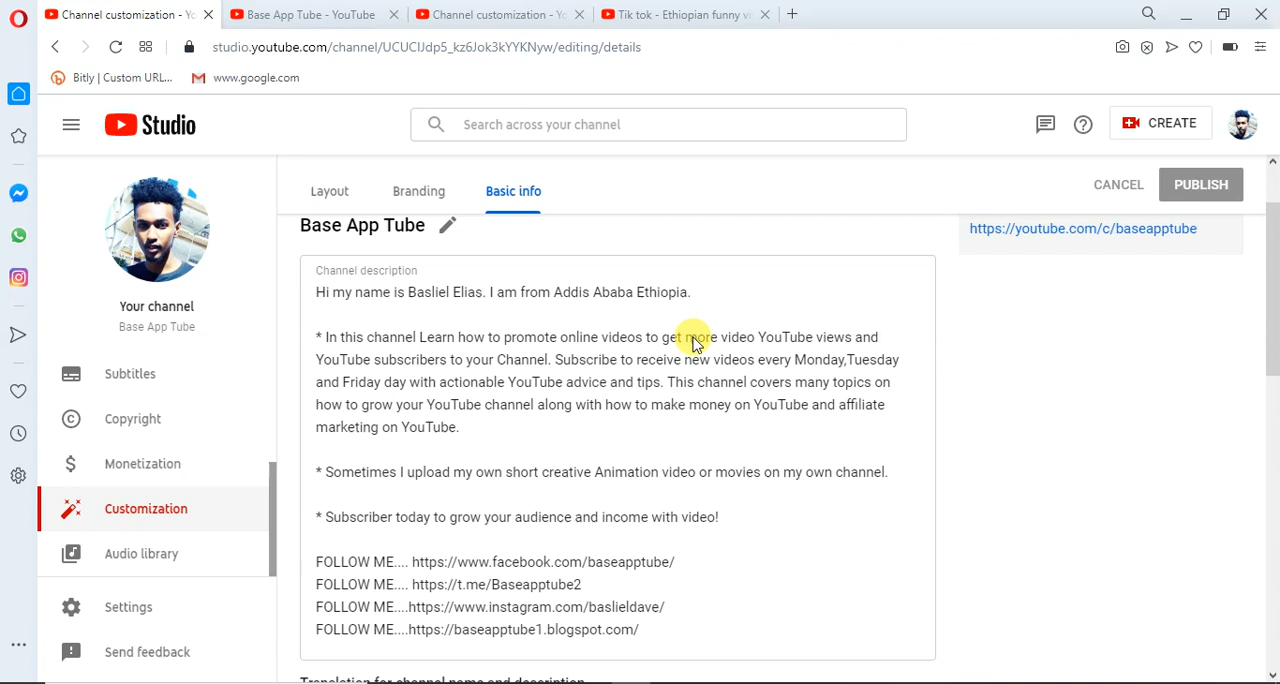 Channel customization - Yo
Base App Tube - YouTube
Channel customization - Yo
Tik tok - Ethiopian funny vi
studio.youtube.com/channel/UCUClJdp5_kz6Jok3kYYKNyw/editing/details
Bitly | Custom URL...
www.google.com
Studio
Search across your channel
CREATE
Your channel
Base App Tube
Subtitles
Copyright
Monetization
Customization
Audio library
Settings
Send feedback
Layout
Branding
Basic info
CANCEL
PUBLISH
Base App Tube
https://youtube.com/c/baseapptube
Channel description
Hi my name is Basliel Elias. I am from Addis Ababa Ethiopia.
* In this channel Learn how to promote online videos to get more video YouTube views and
YouTube subscribers to your Channel. Subscribe to receive new videos every Monday,Tuesday
and Friday day with actionable YouTube advice and tips. This channel covers many topics on
how to grow your YouTube channel along with how to make money on YouTube and affiliate
marketing on YouTube.
* Sometimes I upload my own short creative Animation video or movies on my own channel.
* Subscriber today to grow your audience and income with video!
FOLLOW ME.... https://www.facebook.com/baseapptube/
FOLLOW ME.... https://t.me/Baseapptube2
FOLLOW ME....https://www.instagram.com/baslieldave/
FOLLOW ME....https://baseapptube1.blogspot.com/
Translation for channel name and description